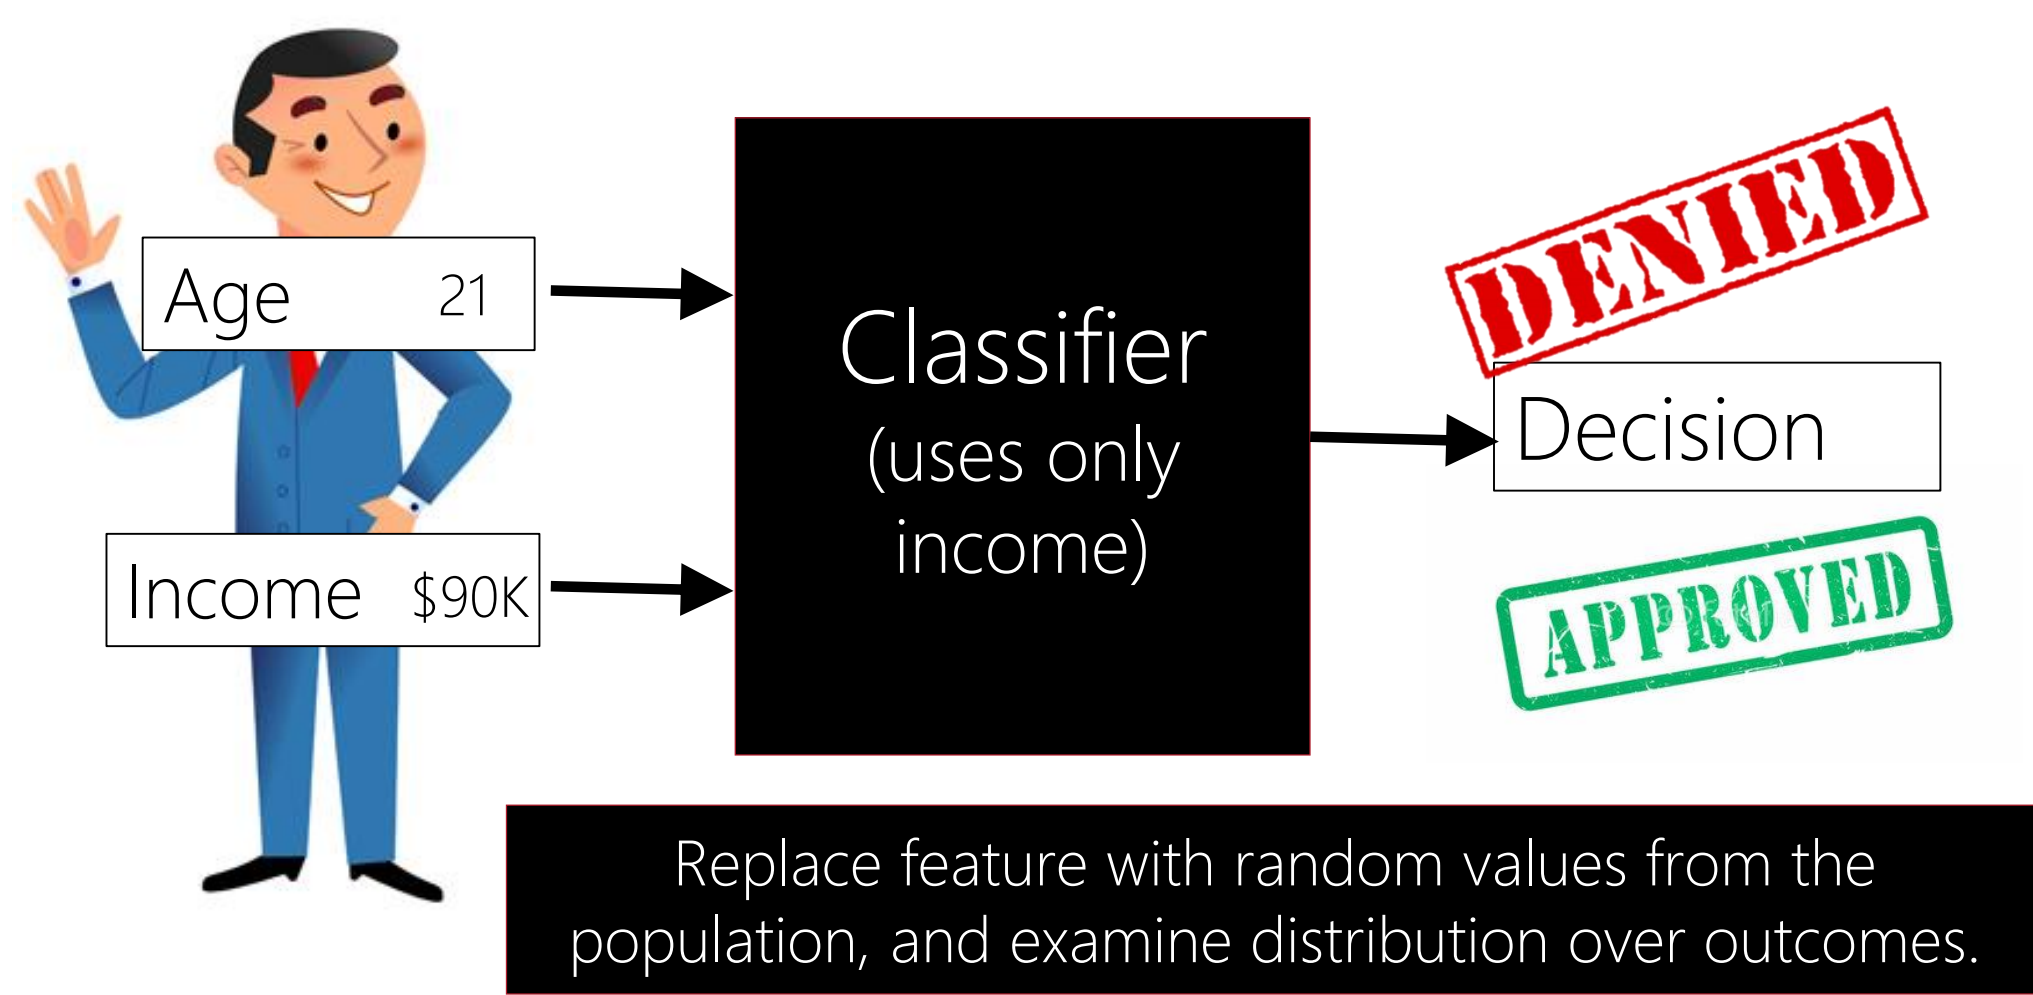 Age 21
Income $90K
Classifier
(uses only
income)
DENIED
Decision
APPROVED
Replace feature with random values from the
population, and examine distribution over outcomes.